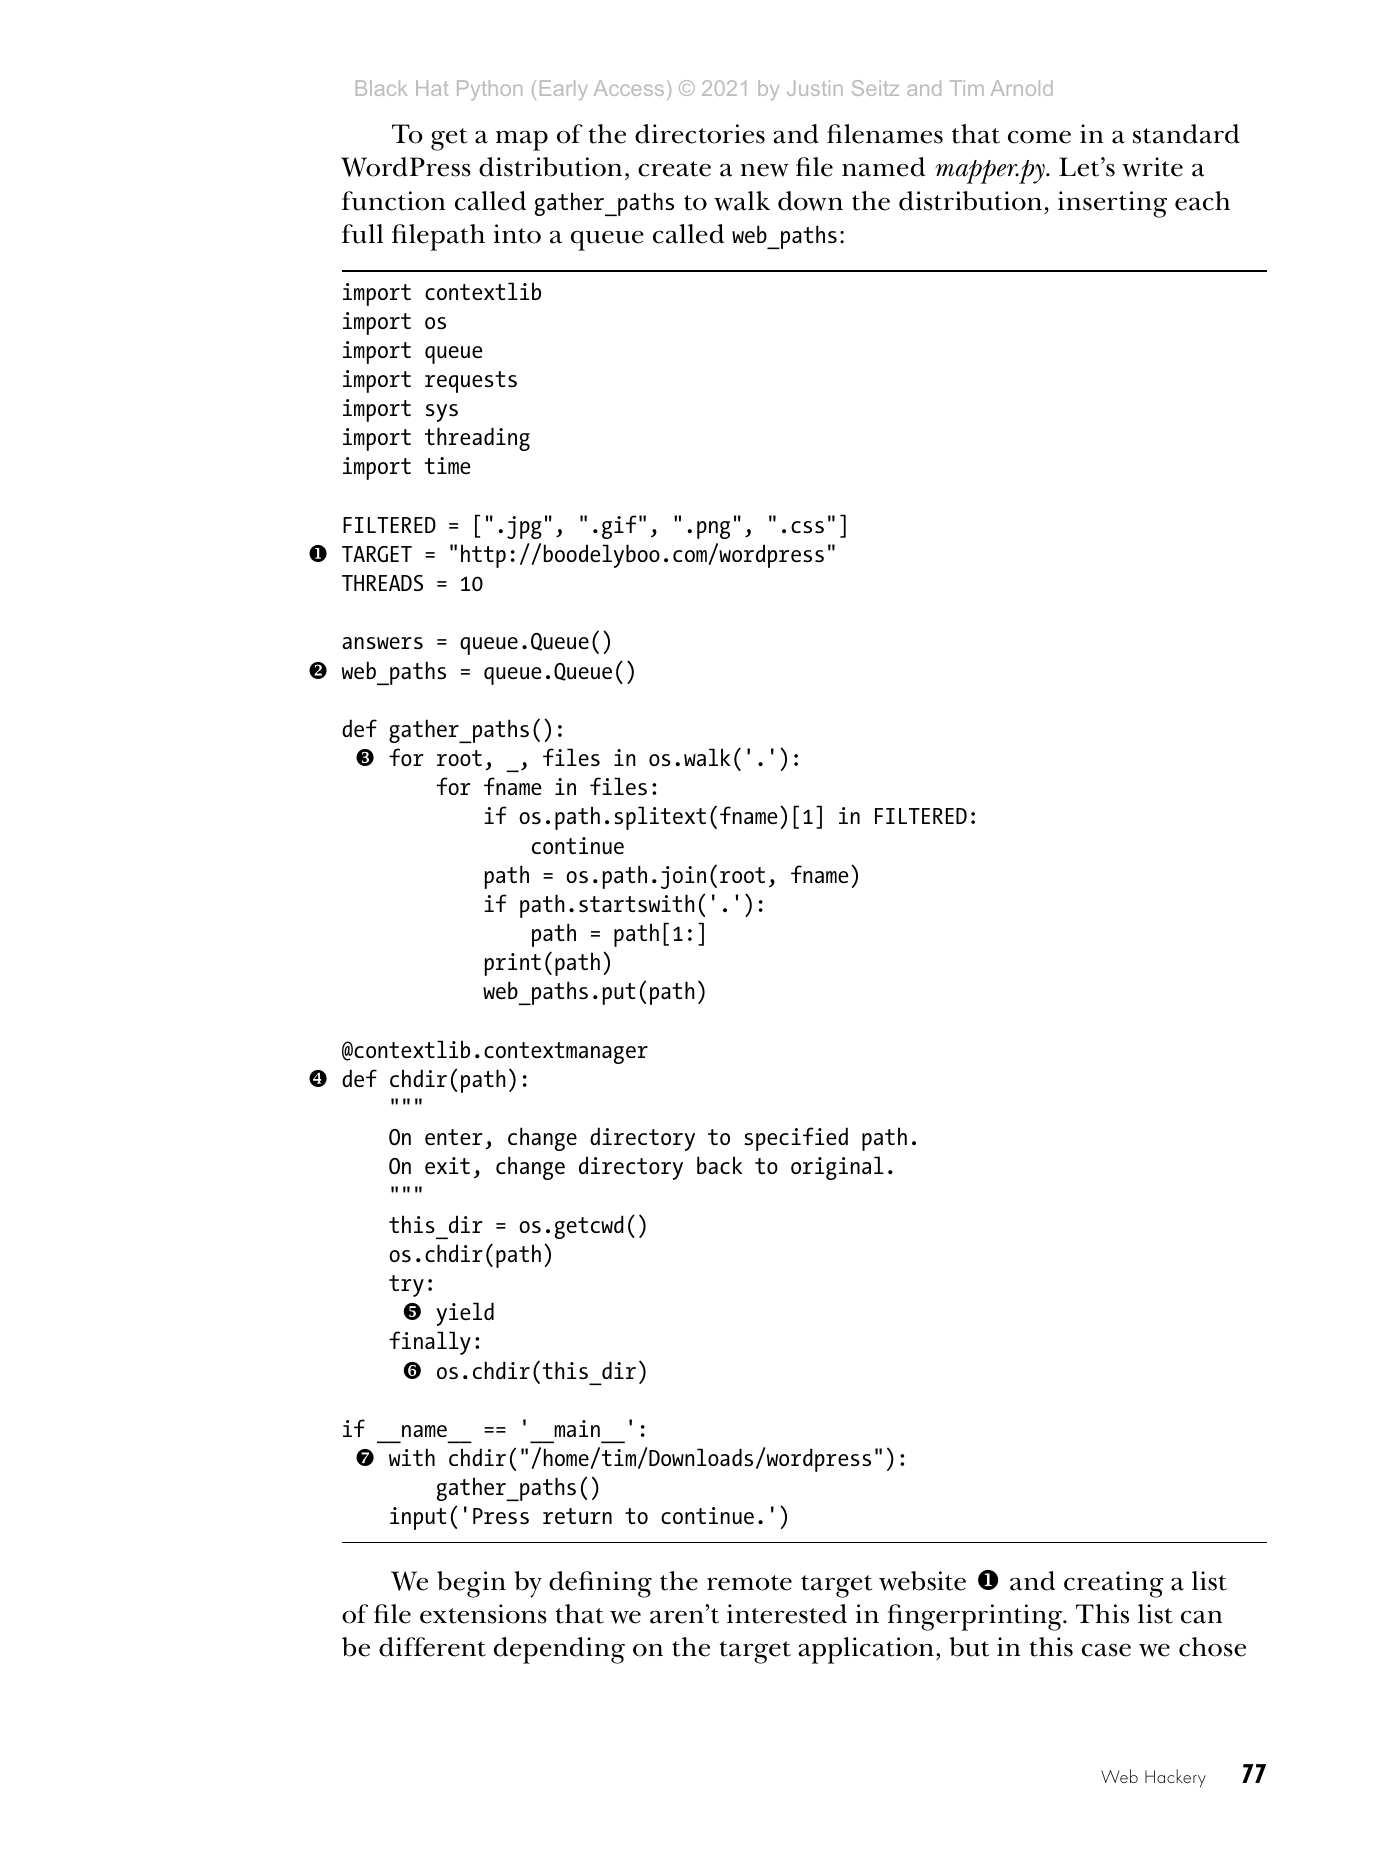 Black Hat Python (Early Access) © 2021 by Justin Seitz and Tim Arnold
To get a map of the directories and filenames that come in a standard
WordPress distribution, create a new file named mapper.py. Let’s write a
function called gather_paths to walk down the distribution, inserting each
full filepath into a queue called web_paths:
import contextlib
import os
import queue
import requests
import sys
import threading
import time
FILTERED = [".jpg", ".gif", ".png", ".css"]
❶ TARGET = "http://boodelyboo.com/wordpress"
THREADS = 10
answers = queue.Queue()
❷ web_paths = queue.Queue()
def gather_paths():
❸ for root, _, files in os.walk('.'):
for fname in files:
if os.path.splitext(fname)[1] in FILTERED:
continue
path = os.path.join(root, fname)
if path.startswith('.'):
path = path[1:]
print(path)
web_paths.put(path)
@contextlib.contextmanager
❹ def chdir(path):
"""
On enter, change directory to specified path.
On exit, change directory back to original.
"""
this_dir = os.getcwd()
os.chdir(path)
try:
❺ yield
finally:
❻ os.chdir(this_dir)
if __name__ == '__main__':
❼ with chdir("/home/tim/Downloads/wordpress"):
gather_paths()
input('Press return to continue.')
We begin by defining the remote target website ❶ and creating a list
of file extensions that we aren’t interested in fingerprinting. This list can
be different depending on the target application, but in this case we chose
Web Hackery 77